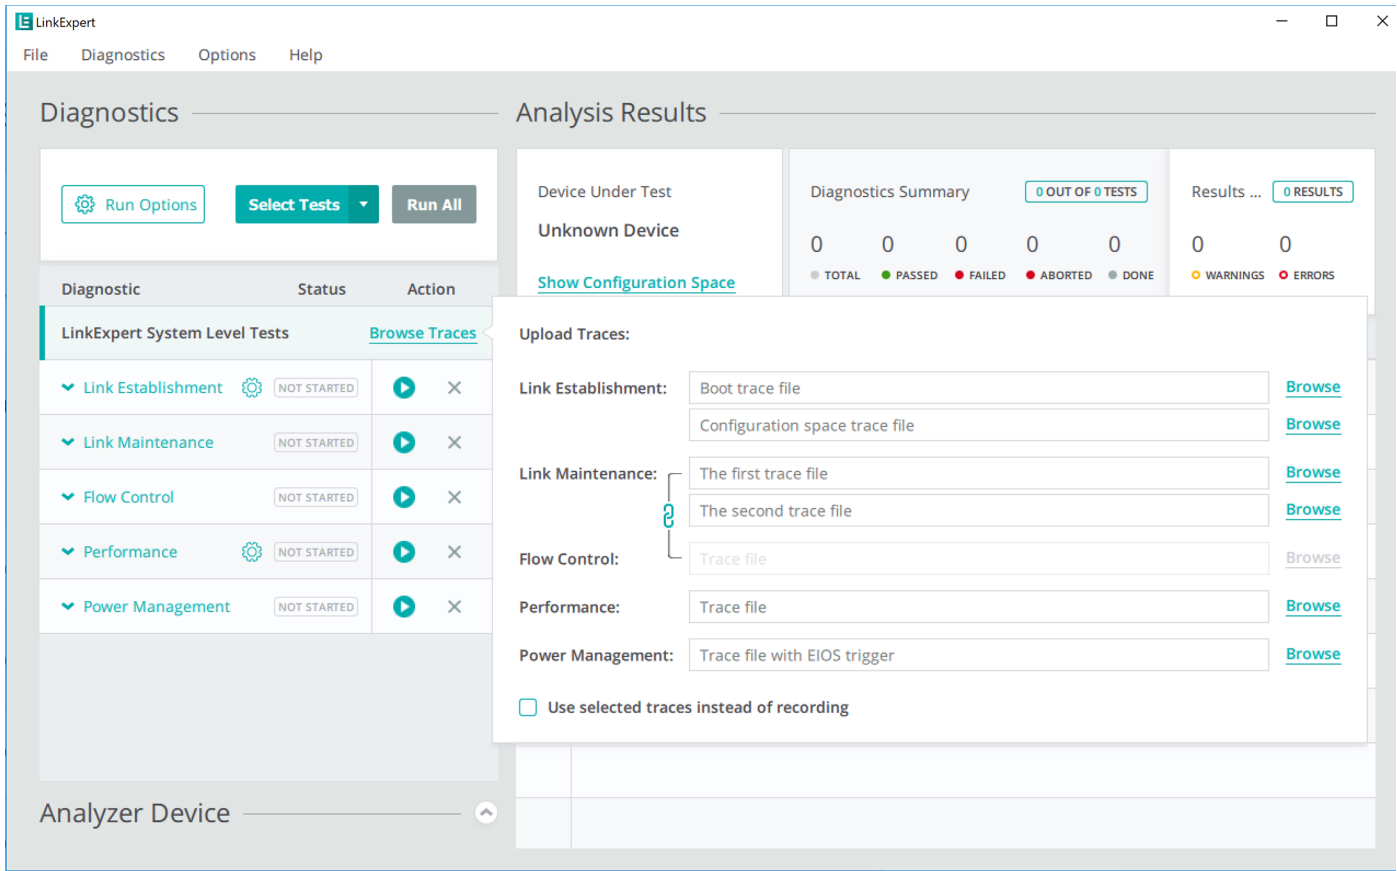 LinkExpert
File Diagnostics Options Help
Diagnostics
Run Options Select Tests Run All
Diagnostic Status Action
LinkExpert System Level Tests Browse Traces
Link Establishment NOT STARTED
Link Maintenance NOT STARTED
Flow Control NOT STARTED
Performance NOT STARTED
Power Management NOT STARTED
Analyzer Device
Analysis Results
Device Under Test
Unknown Device
Show Configuration Space
Diagnostics Summary 0 OUT OF 0 TESTS
0 0 0 0 0
TOTAL PASSED FAILED ABORTED DONE
Results ... 0 RESULTS
0 0
WARNINGS ERRORS
Upload Traces:
Link Establishment: Boot trace file Browse
Configuration space trace file Browse
Link Maintenance: The first trace file Browse
The second trace file Browse
Flow Control: Trace file Browse
Performance: Trace file Browse
Power Management: Trace file with EIOS trigger Browse
Use selected traces instead of recording